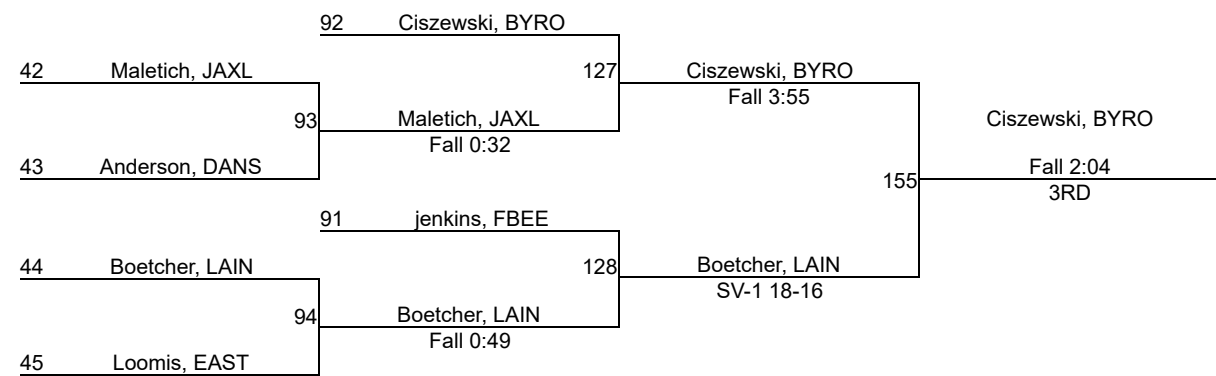 92 Ciszewski, BYRO
42 Maletich, JAXL
127 Ciszewski, BYRO
Fall 3:55
93 Maletich, JAXL
Fall 0:32
Ciszewski, BYRO
43 Anderson, DANS
Fall 2:04
155
3RD
91 jenkins, FBEE
44 Boetcher, LAIN
128 Boetcher, LAIN
SV-1 18-16
94 Boetcher, LAIN
Fall 0:49
45 Loomis, EAST